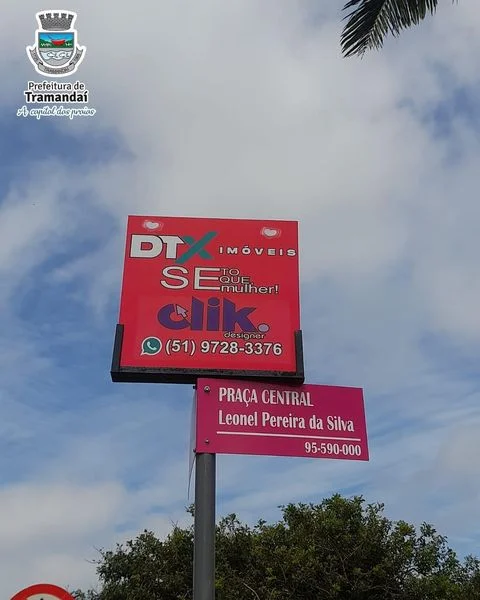 Prefeitura de
Tramandaí
A capital das praias
DTX IMÓVEIS
SE TO
QUE
mulher!
clik.
designer
(51) 9728-3376
PRAÇA CENTRAL
Leonel Pereira da Silva
95-590-000